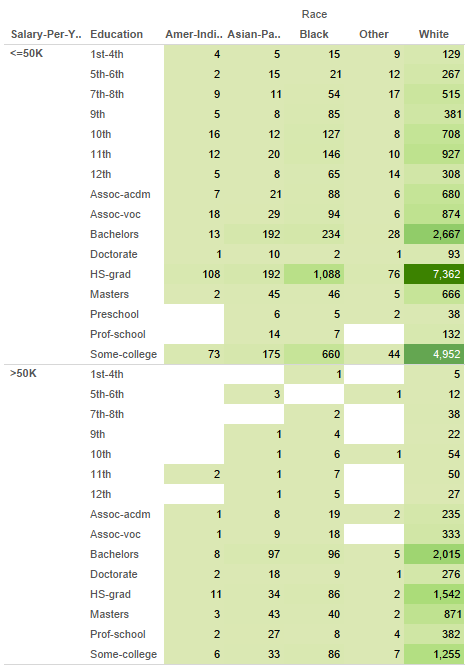 Race
Salary-Per-Y.. Education Amer-Indi.. Asian-Pa.. Black Other White
<=50K 1st-4th 4 5 15 9 129
5th-6th 2 15 21 12 267
7th-8th 9 11 54 17 515
9th 5 8 85 8 381
10th 16 12 127 8 708
11th 12 20 146 10 927
12th 5 8 65 14 308
Assoc-acdm 7 21 88 6 680
Assoc-voc 18 29 94 6 874
Bachelors 13 192 234 28 2,667
Doctorate 1 10 2 1 93
HS-grad 108 192 1,088 76 7,362
Masters 2 45 46 5 666
Preschool 6 5 2 38
Prof-school 14 7 132
Some-college 73 175 660 44 4,952
>50K 1st-4th 1 5
5th-6th 3 1 12
7th-8th 2 38
9th 1 4 22
10th 1 6 1 54
11th 2 1 7 50
12th 1 5 27
Assoc-acdm 1 8 19 2 235
Assoc-voc 1 9 18 333
Bachelors 8 97 96 5 2,015
Doctorate 2 18 9 1 276
HS-grad 11 34 86 2 1,542
Masters 3 43 40 2 871
Prof-school 2 27 8 4 382
Some-college 6 33 86 7 1,255